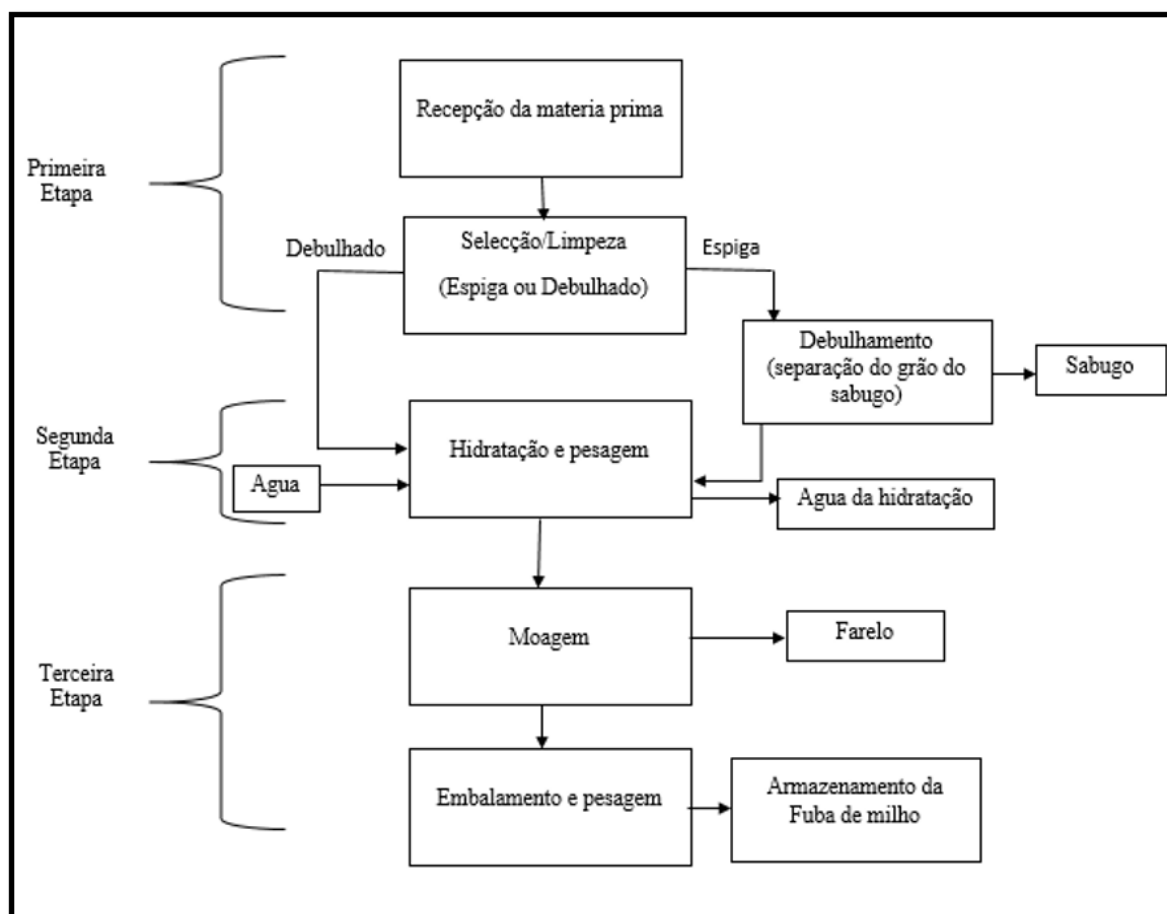 Recepção da materia prima
Primeira
Etapa
Debulhado
Selecção/Limpeza
(Espiga ou Debulhado)
Espiga
Debulhamento
(separação do grão do
sabugo)
Sabugo
Segunda
Etapa
Hidratação e pesagem
Agua
Agua da hidratação
Moagem
Farelo
Terceira
Etapa
Embalamento e pesagem
Armazenamento da
Fuba de milho